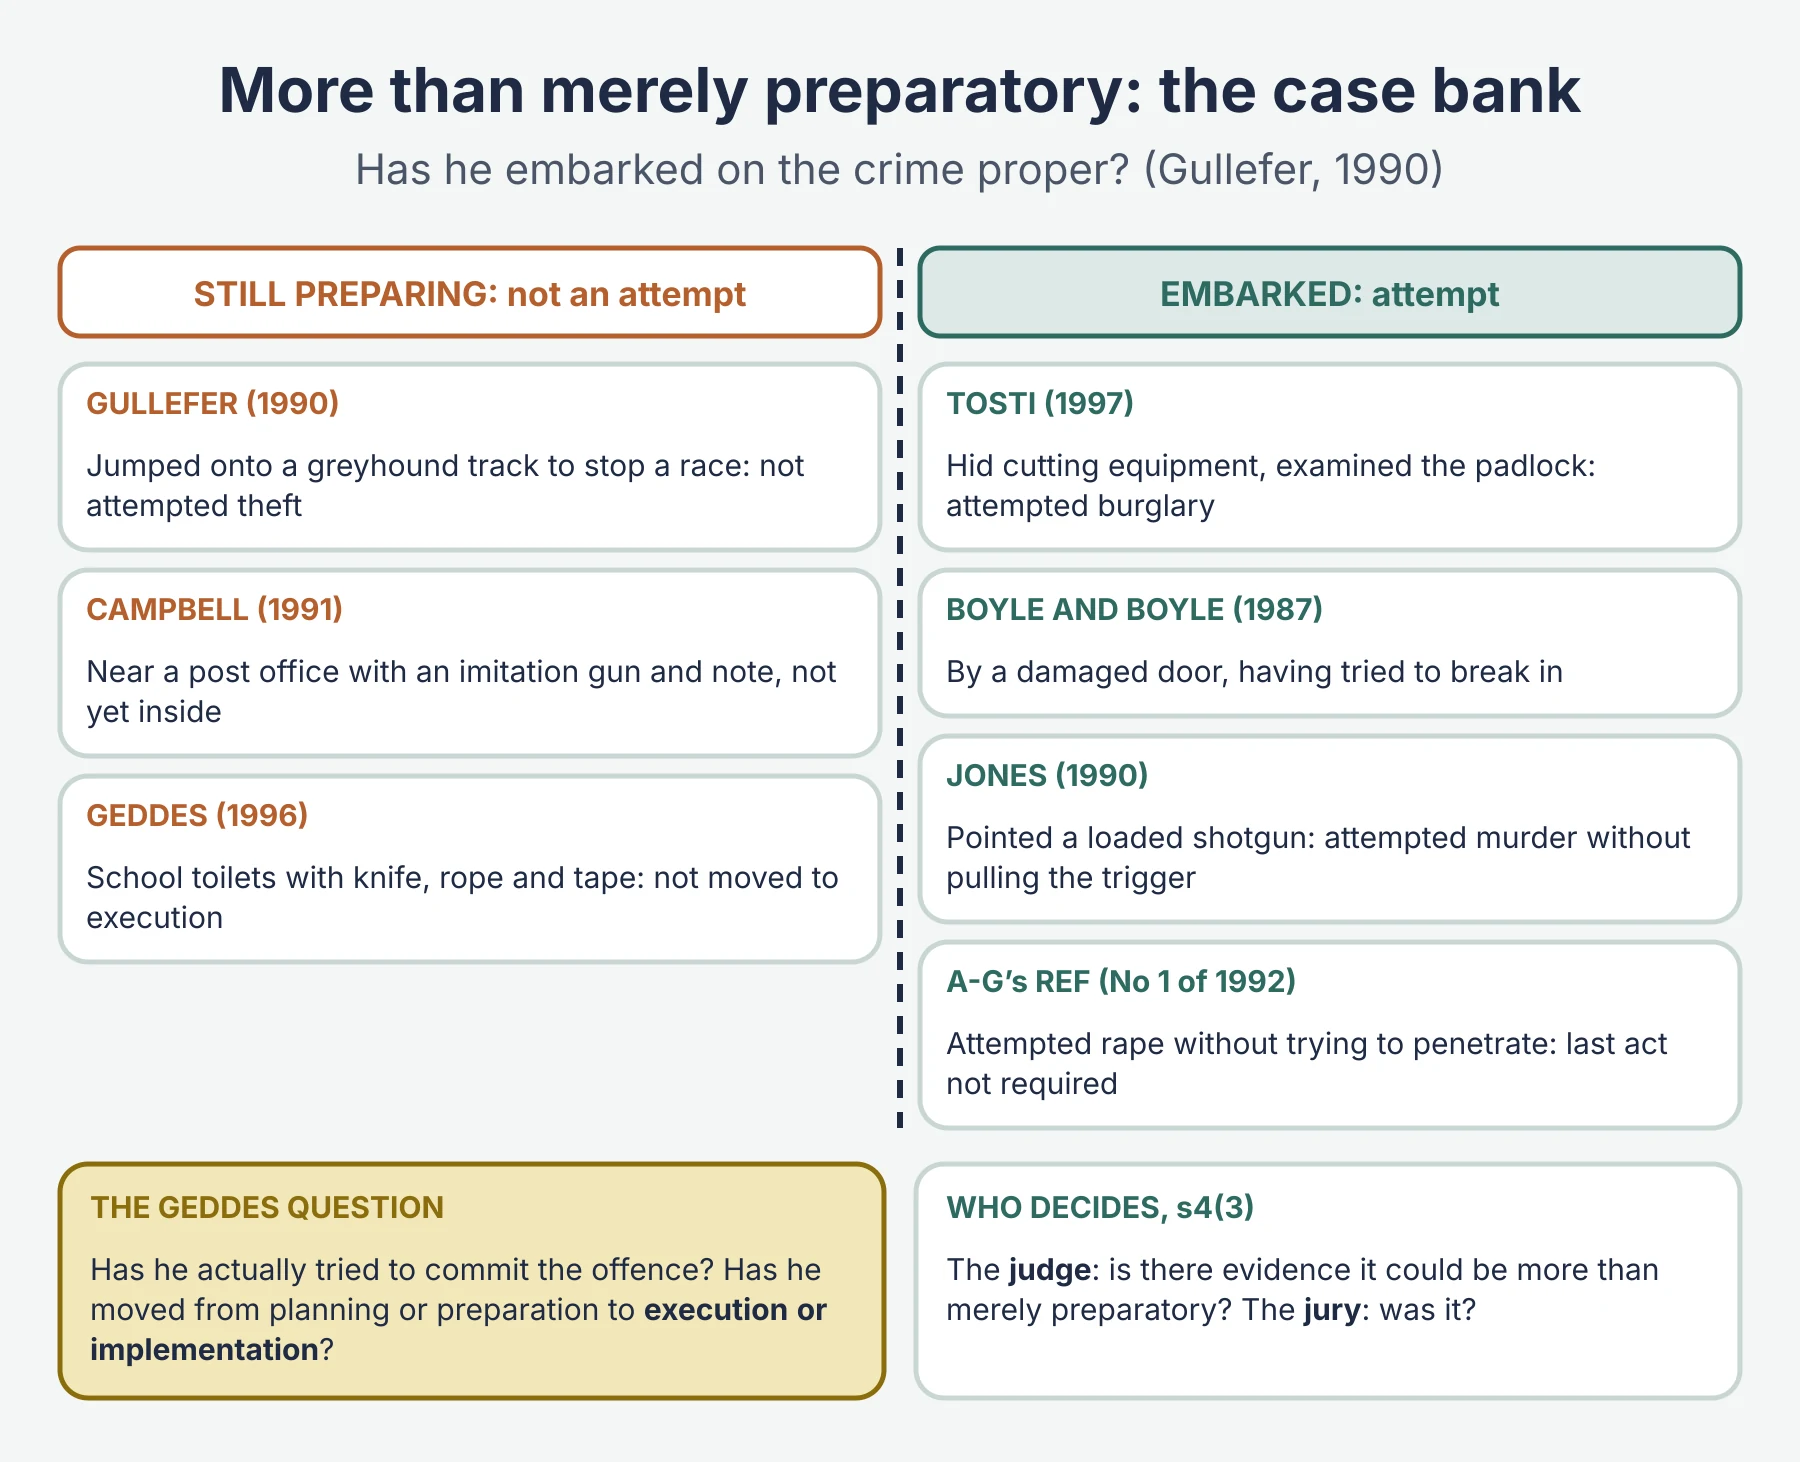 More than merely preparatory: the case bank
Has he embarked on the crime proper? (Gullefer, 1990)
STILL PREPARING: not an attempt
GULLEFER (1990)
Jumped onto a greyhound track to stop a race: not
attempted theft
CAMPBELL (1991)
Near a post office with an imitation gun and note, not
yet inside
GEDDES (1996)
School toilets with knife, rope and tape: not moved to
execution
EMBARKED: attempt
TOSTI (1997)
Hid cutting equipment, examined the padlock:
attempted burglary
BOYLE AND BOYLE (1987)
By a damaged door, having tried to break in
JONES (1990)
Pointed a loaded shotgun: attempted murder without
pulling the trigger
A-G’s REF (No 1 of 1992)
Attempted rape without trying to penetrate: last act
not required
THE GEDDES QUESTION
Has he actually tried to commit the offence? Has he
moved from planning or preparation to execution or
implementation?
WHO DECIDES, s4(3)
The judge: is there evidence it could be more than
merely preparatory? The jury: was it?